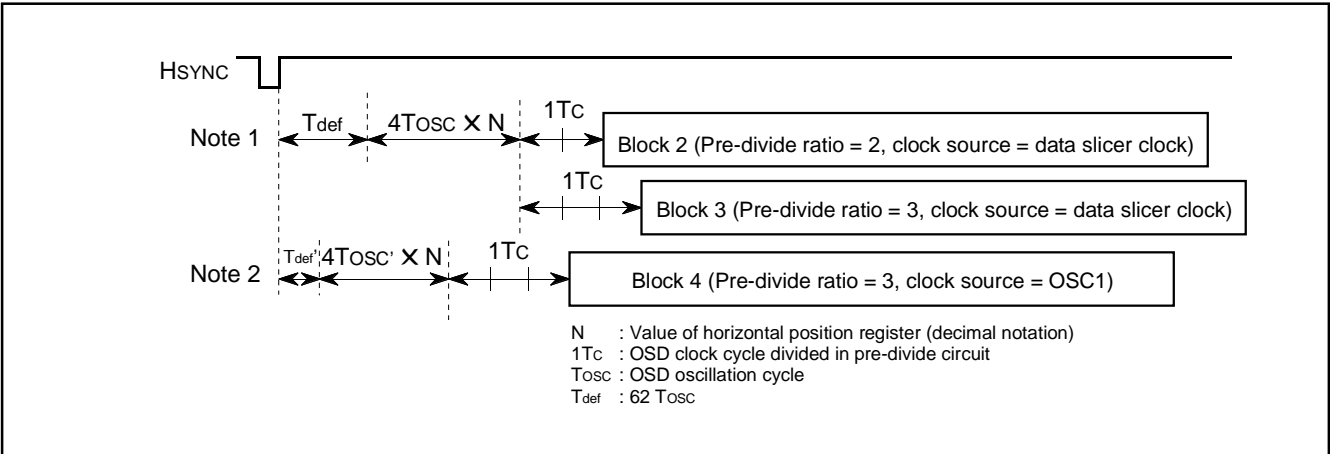 HSYNC
Note 1 Tdef 4TOSC X N 1TC Block 2 (Pre-divide ratio = 2, clock source = data slicer clock)
1TC Block 3 (Pre-divide ratio = 3, clock source = data slicer clock)
Note 2 Tdef' 4TOSC' X N 1TC Block 4 (Pre-divide ratio = 3, clock source = OSC1)
N : Value of horizontal position register (decimal notation)
1TC : OSD clock cycle divided in pre-divide circuit
TOSC : OSD oscillation cycle
Tdef : 62 TOSC